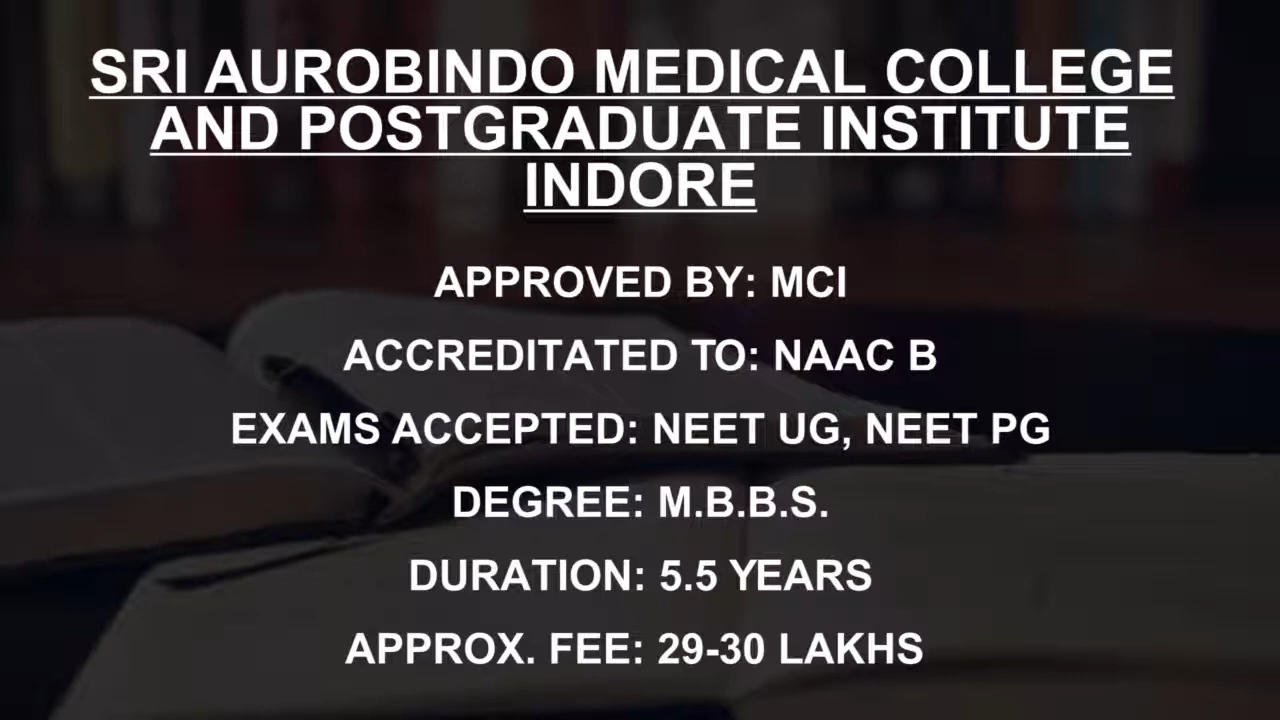 SRI AUROBINDO MEDICAL COLLEGE
AND POSTGRADUATE INSTITUTE
INDORE
APPROVED BY: MCI
ACCREDITATED TO: NAAC B
EXAMS ACCEPTED: NEET UG, NEET PG
DEGREE: M.B.B.S.
DURATION: 5.5 YEARS
APPROX. FEE: 29-30 LAKHS